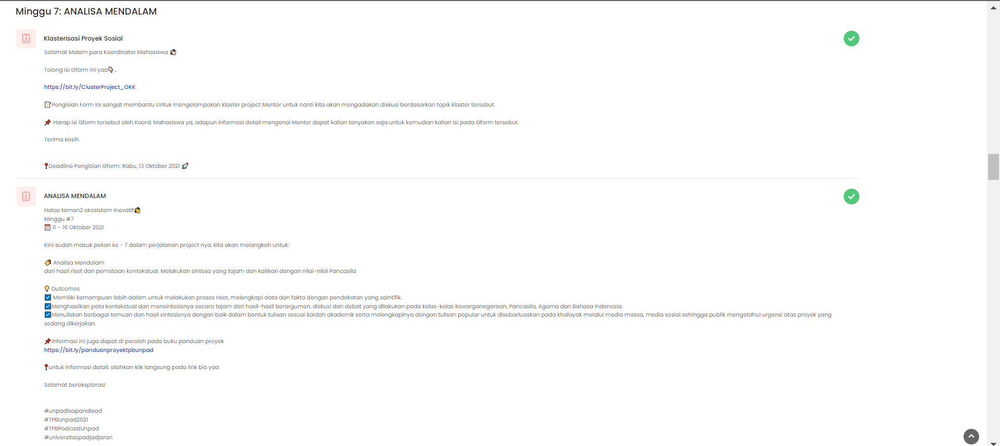 Minggu 7: ANALISA MENDALAM
Klasterisasi Proyek Sosial
Selamat Malam para Koordinator Mahasiswa 👏🏻
Tolong isi Gform ini yaa👇🏻...
https://bit.ly/ClusterProject_OKK
📝Pengisian Form ini sangat membantu Untuk mengelompokan klaster project Mentor untuk nanti kita akan mengadakan diskusi berdasarkan topik klaster tersebut
📌 Harap isi Gform tersebut oleh Koord. Mahasiswa ya, adapun informasi detail mengenai Mentor dapat kalian tanyakan saja untuk kemudian kalian isi pada Gform tersebut.
Terima kasih
📍Deadline Pengisian Gform: Rabu, 13 Oktober 2021 🚀
ANALISA MENDALAM
Haloo teman2 ekosistem inovatif👏
Minggu #7
📅 11 – 16 Oktober 2021
Kini sudah masuk pekan ke - 7 dalam perjalanan project nya, kita akan melangkah untuk:
🏷 Analisa Mendalam
dari hasil riset dan pemetaan kontekstual. Melakukan sintesa yang tajam dan kaitkan dengan nilai-nilai Pancasila
💡 Outcomes
☑ Memiliki kemampuan lebih dalam untuk melakukan proses riset, melengkapi data dan fakta dengan pendekatan yang saintifik.
☑Menghasilkan peta kontekstual dan mensintesisnya secara tajam dari hasil-hasil berargumen, diskusi dan debat yang dilakukan pada kelas-kelas Kewarganegaraan, Pancasila, Agama dan Bahasa Indonesia.
☑Menuliskan berbagai temuan dan hasil sintesisnya dengan baik dalam bentuk tulisan sesuai kaidah akademik serta melengkapinya dengan tulisan popular untuk disebarluaskan pada khalayak melalui media massa, media sosial sehingga publik mengetahui urgensi atas proyek yang
sedang dikerjakan.
📌Informasi ini juga dapat di peroleh pada buku panduan proyek
https://bit.ly/panduanproyektpbunpad
📍untuk informasi detail, silahkan klik langsung pada link bio yaa
Selamat bereksplorasi
#unpadleapandlead
#TPBUnpad2021
#TPBPodcastUnpad
#universitaspadjadjaran